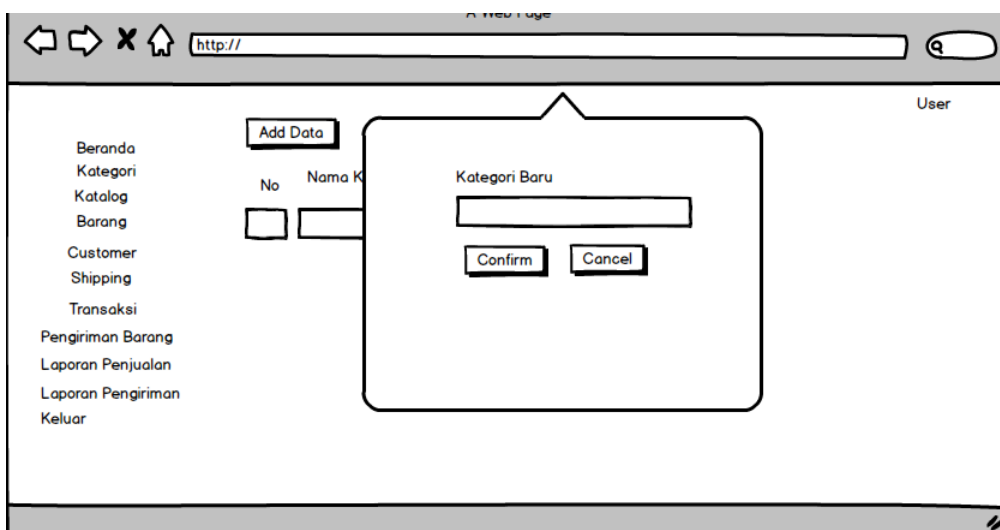 A Web Page
http://
User
Add Data
Beranda
Kategori
Katalog
Barang
Customer
Shipping
Transaksi
Pengiriman Barang
Laporan Penjualan
Laporan Pengiriman
Keluar
No
Nama K
Kategori Baru
Confirm
Cancel